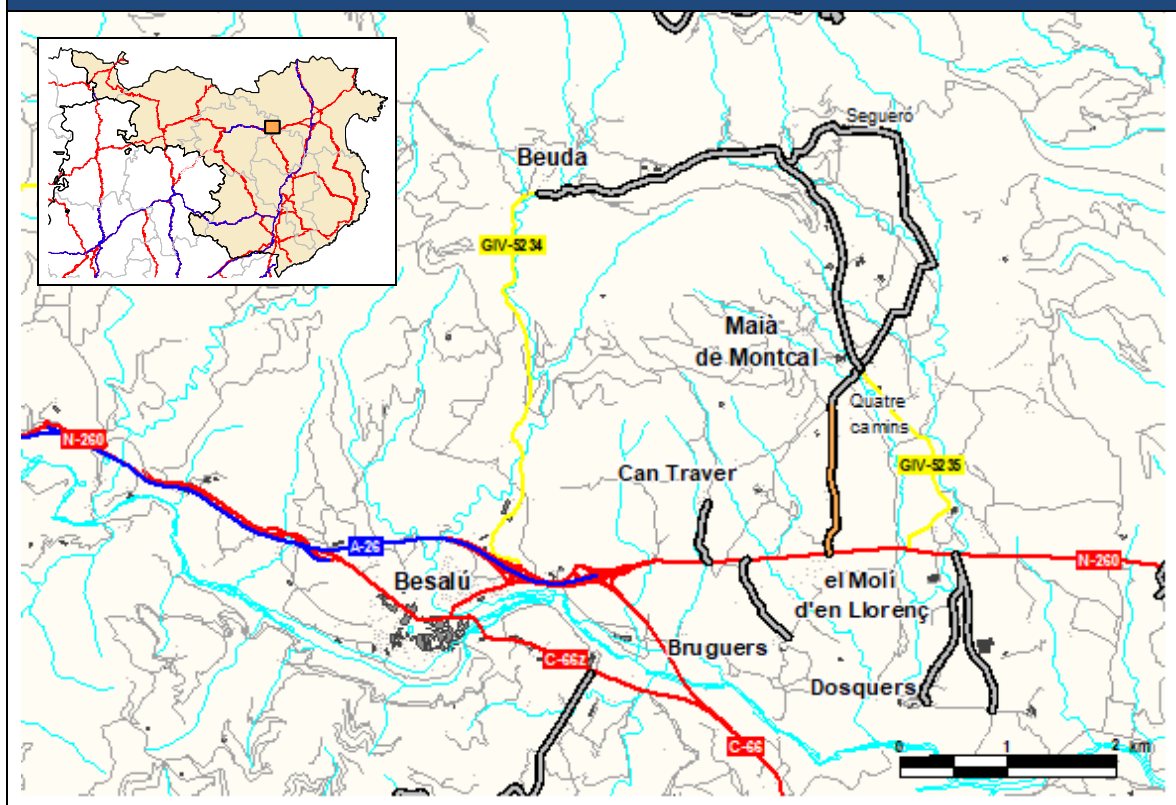 Segueró
Beuda
GIV-5234
Maià
de Montcal
Quatre
camins
N-260
Can Traver
GIV-5235
A-26
N-260
Besalú
el Molí
d'en Llorenç
Bruguers
C-66z
Dosquers
C-66
0 1 2 km